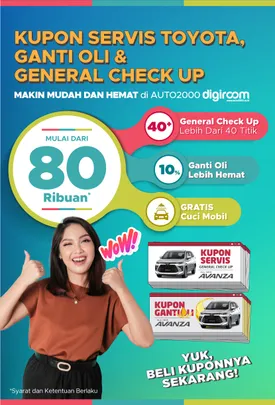 KUPON SERVIS TOYOTA,
GANTI OLI &
GENERAL CHECK UP
MAKIN MUDAH DAN HEMAT di AUTO2000 digiroom
MULAI DARI
80
Ribuan*
40+
General Check Up
Lebih Dari 40 Titik
10%
Ganti Oli
Lebih Hemat
GRATIS
Cuci Mobil
WOW!
KUPON
SERVIS
GENERAL CHECK UP
AVANZA
KUPON
GANTI
AVANZA
YUK,
BELI KUPONNYA
SEKARANG!
*Syarat dan Ketentuan Berlaku